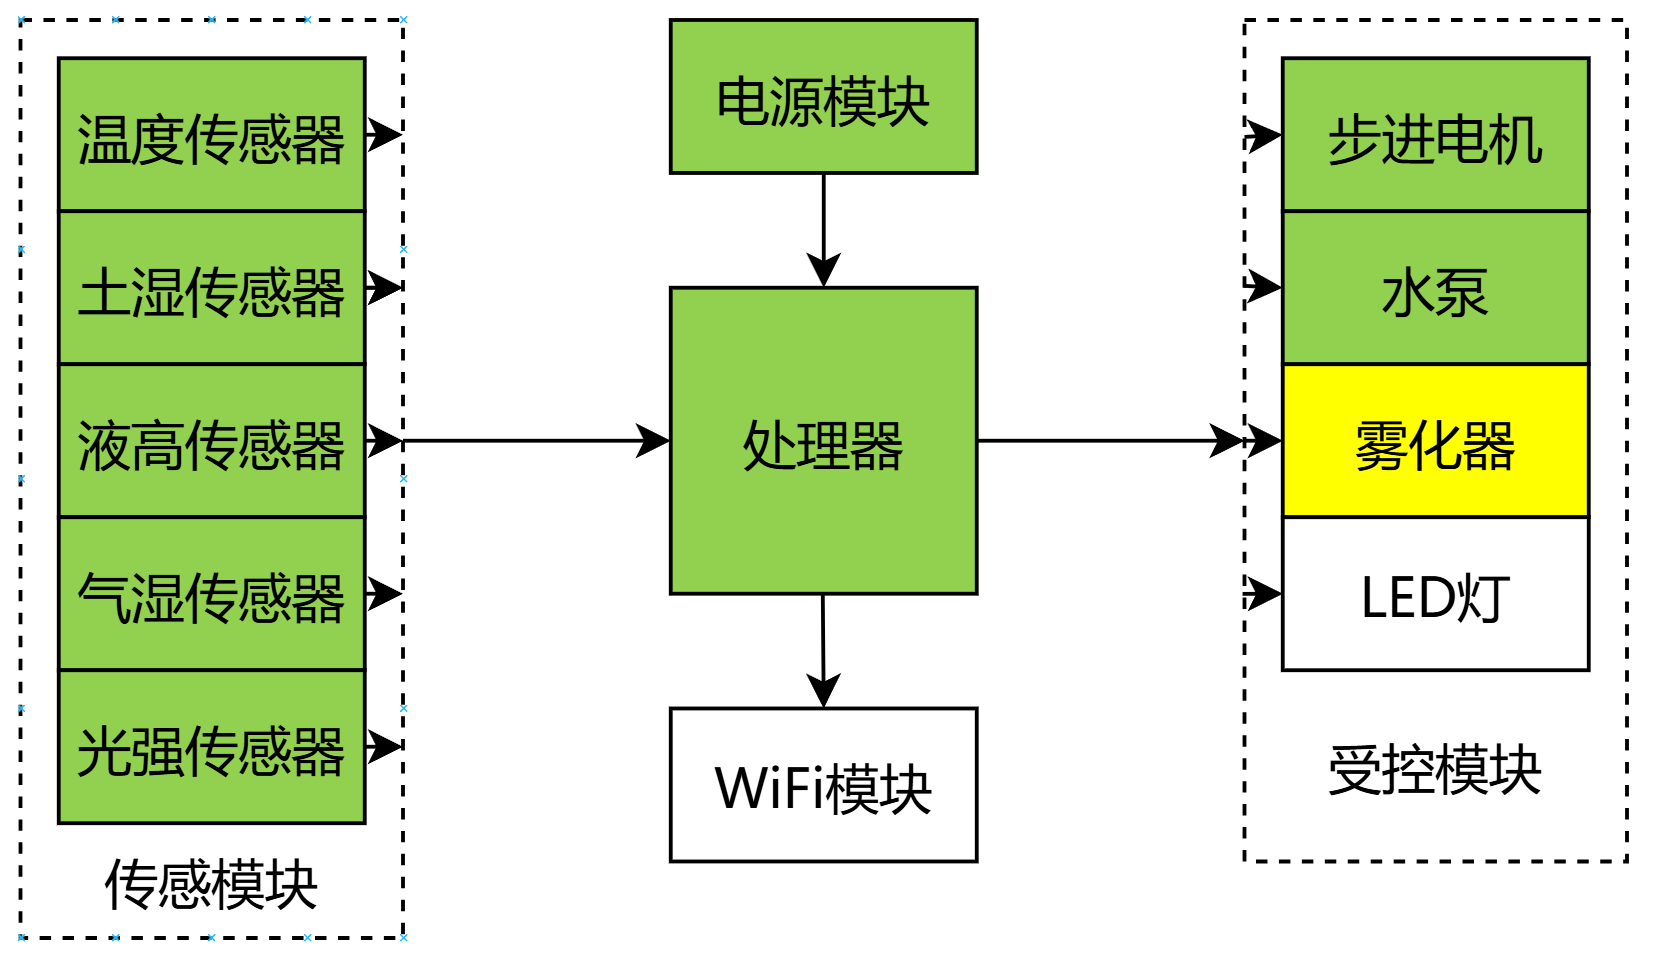 温度传感器
土湿传感器
液高传感器
气湿传感器
光强传感器
传感模块
电源模块
处理器
WiFi模块
步进电机
水泵
雾化器
LED灯
受控模块